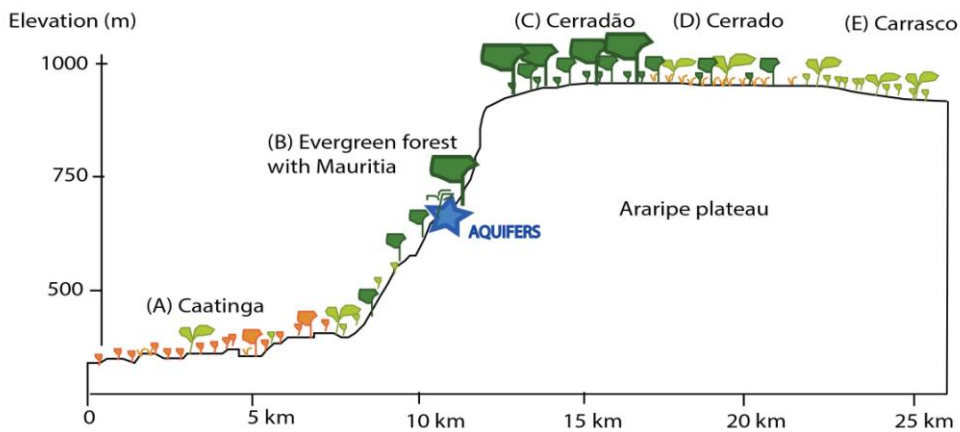 Elevation (m)
(C) Cerradão
(D) Cerrado
(E) Carrasco
1000
(B) Evergreen forest
with Mauritia
750
Araripe plateau
AQUIFERS
500
(A) Caatinga
0
5 km
10 km
15 km
20 km
25 km